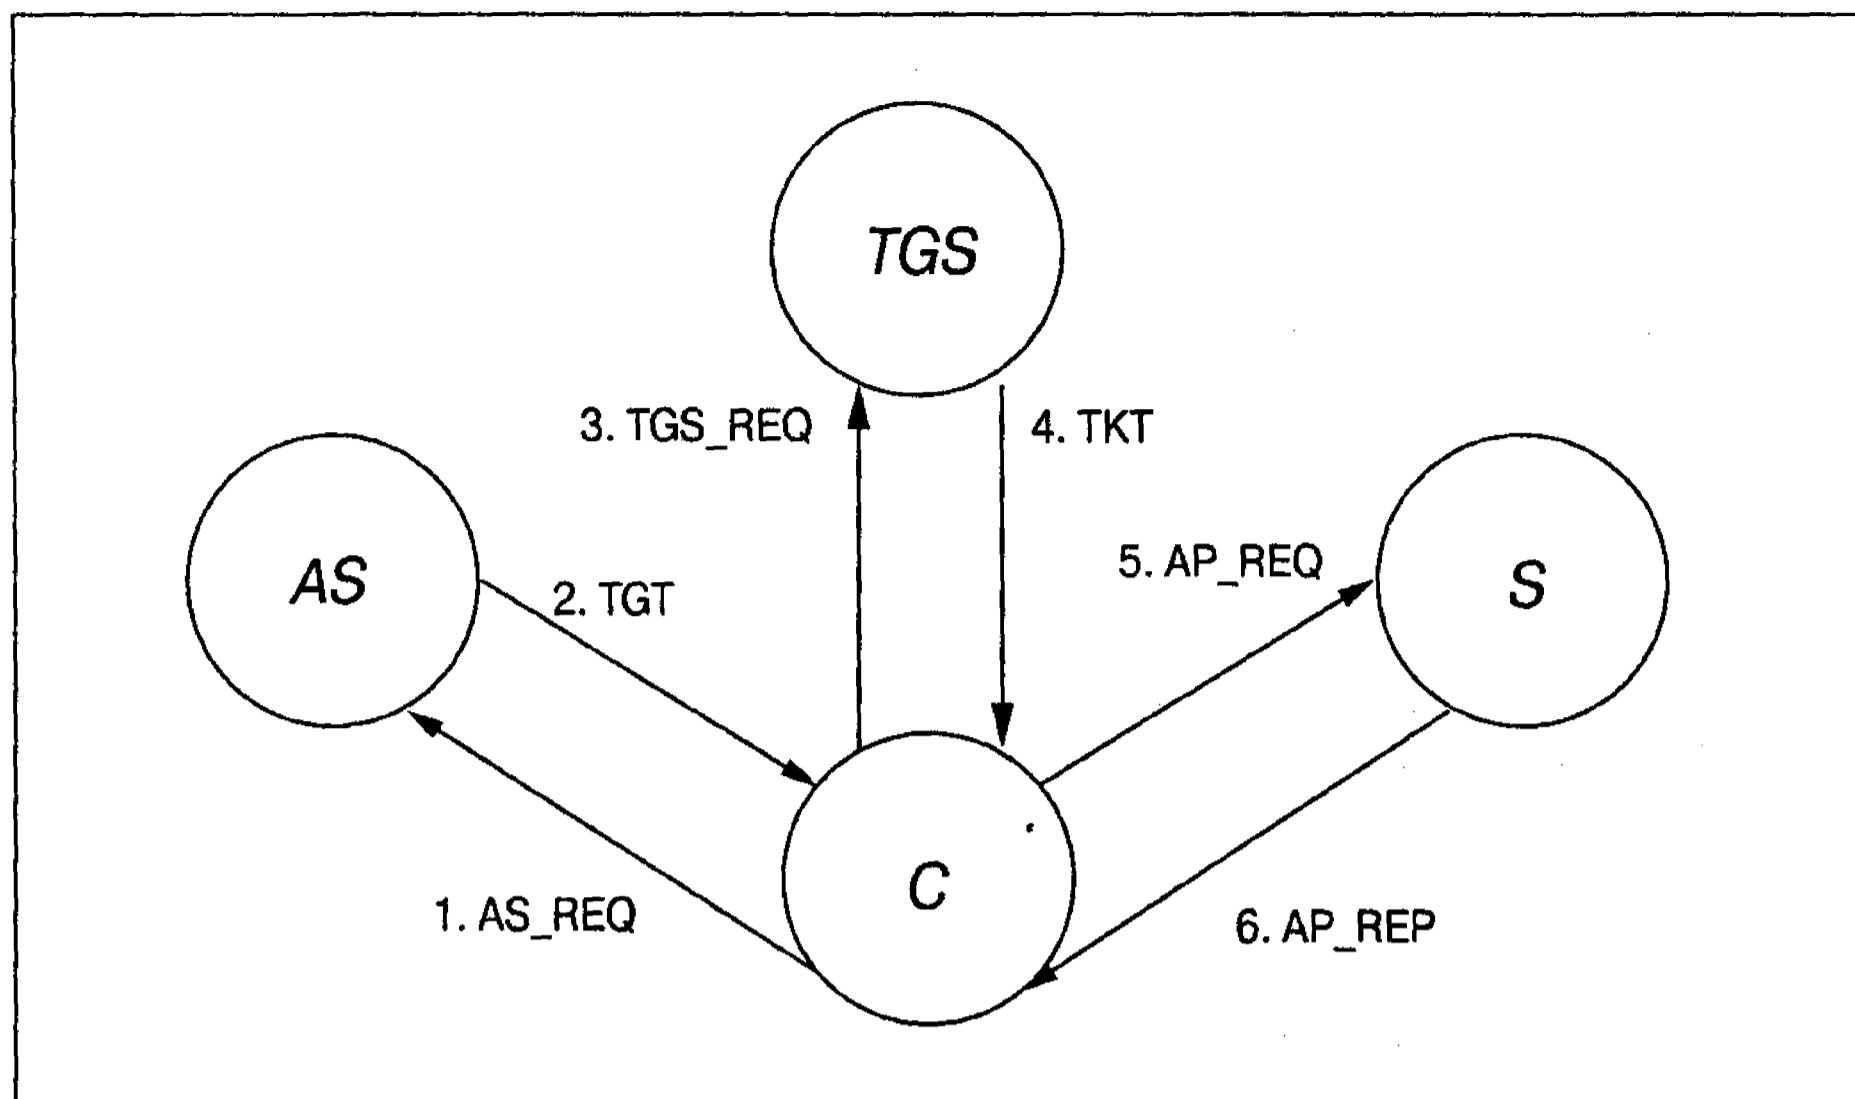 TGS
3. TGS_REQ
4. TKT
AS
2. TGT
5. AP_REQ
S
1. AS_REQ
C
6. AP_REP